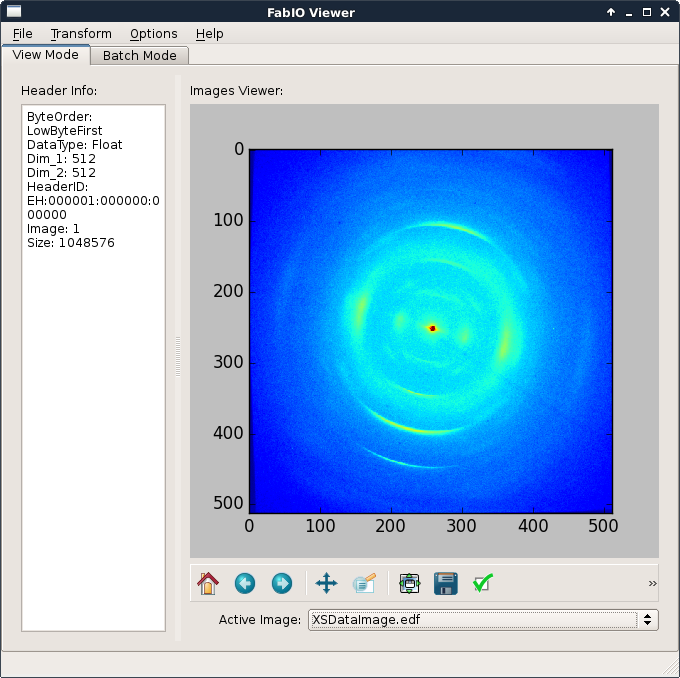 FabIO Viewer
File Transform Options Help
View Mode Batch Mode
Header Info:
ByteOrder:
LowByteFirst
DataType: Float
Dim_1: 512
Dim_2: 512
HeaderID:
EH:000001:000000:0
00000
Image: 1
Size: 1048576
Images Viewer:
0
100
200
300
400
500
0 100 200 300 400 500
»
Active Image: XSDataImage.edf